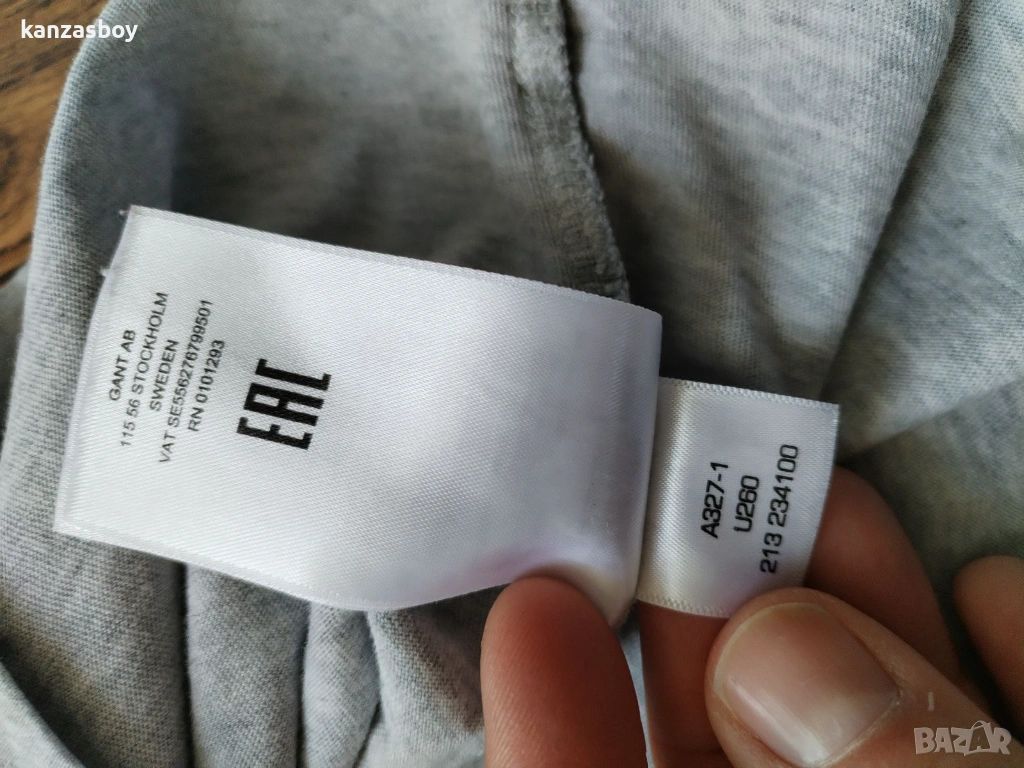 kanzasboy
GANT AB
115 56 STOCKHOLM
SWEDEN
VAT SE556276799501
RN 0101293
EAC
A327-1
U260
213 234100
BAZAR